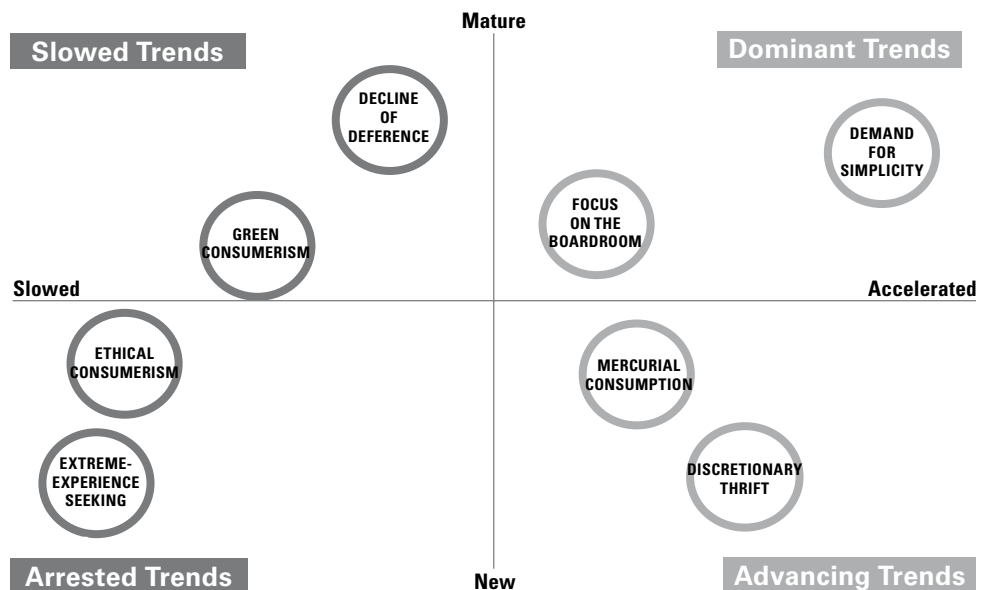 Mature
Slowed Trends
Dominant Trends
DECLINE
OF
DEFERENCE
DEMAND
FOR
SIMPLICITY
FOCUS
ON THE
BOARDROOM
GREEN
CONSUMERISM
Slowed
Accelerated
ETHICAL
CONSUMERISM
MERCURIAL
CONSUMPTION
EXTREME-
EXPERIENCE
SEEKING
DISCRETIONARY
THRIFT
Arrested Trends
New
Advancing Trends